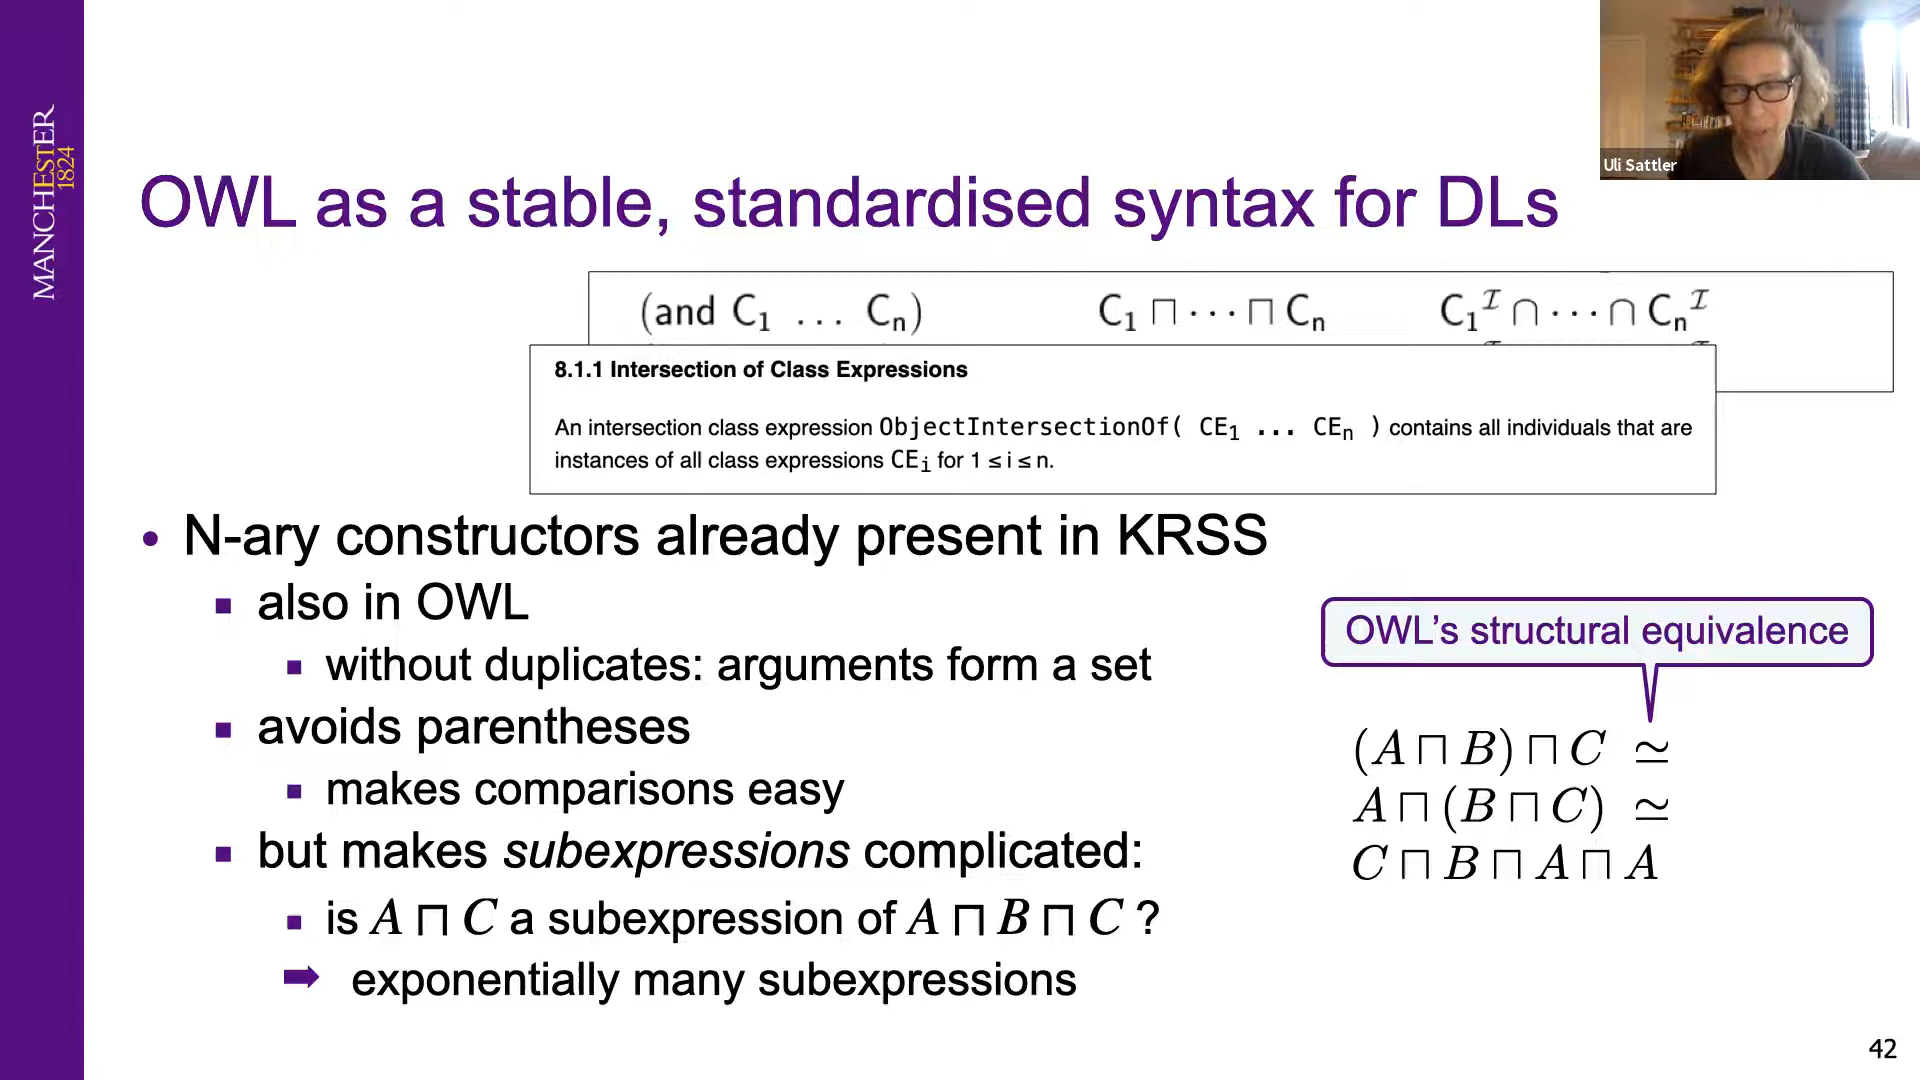 MANCHESTER
1824
Uli Sattler
OWL as a stable, standardised syntax for DLs
(and C₁ ... Cₙ) C₁ ⊓ ··· ⊓ Cₙ C₁ᴵ ∩ ··· ∩ Cₙᴵ
8.1.1 Intersection of Class Expressions
An intersection class expression ObjectIntersectionOf( CE₁ ... CEₙ ) contains all individuals that are
instances of all class expressions CEᵢ for 1 ≤ i ≤ n.
• N-ary constructors already present in KRSS
▪ also in OWL
▪ without duplicates: arguments form a set
▪ avoids parentheses
▪ makes comparisons easy
▪ but makes subexpressions complicated:
▪ is A ⊓ C a subexpression of A ⊓ B ⊓ C ?
➡ exponentially many subexpressions
OWL’s structural equivalence
(A ⊓ B) ⊓ C ≃
A ⊓ (B ⊓ C) ≃
C ⊓ B ⊓ A ⊓ A
42